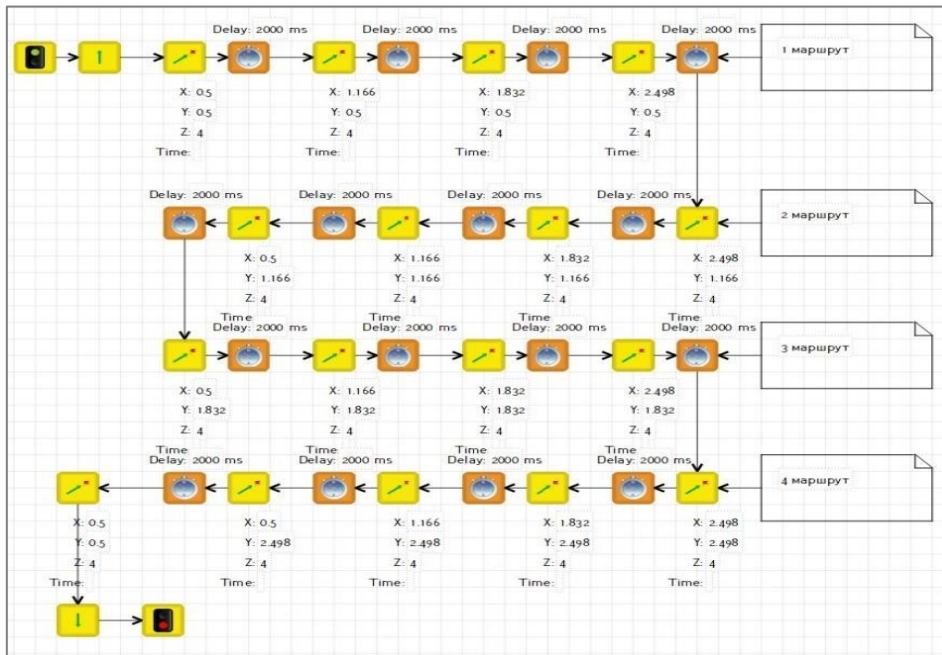 Delay: 2000 ms Delay: 2000 ms Delay: 2000 ms Delay: 2000 ms
1 маршрут
X: 0.5 X: 1.166 X: 1.832 X: 2.498
Y: 0.5 Y: 0.5 Y: 0.5 Y: 0.5
Z: 4 Z: 4 Z: 4 Z: 4
Time: Time: Time: Time:
Delay: 2000 ms Delay: 2000 ms Delay: 2000 ms Delay: 2000 ms
2 маршрут
X: 0.5 X: 1.166 X: 1.832 X: 2.498
Y: 1.166 Y: 1.166 Y: 1.166 Y: 1.166
Z: 4 Z: 4 Z: 4 Z: 4
Time Time Time Time
Delay: 2000 ms Delay: 2000 ms Delay: 2000 ms Delay: 2000 ms
3 маршрут
X: 0.5 X: 1.166 X: 1.832 X: 2.498
Y: 1.832 Y: 1.832 Y: 1.832 Y: 1.832
Z: 4 Z: 4 Z: 4 Z: 4
Time Time Time Time
Delay: 2000 ms Delay: 2000 ms Delay: 2000 ms Delay: 2000 ms
4 маршрут
X: 0.5 X: 0.5 X: 1.166 X: 1.832 X: 2.498
Y: 0.5 Y: 2.498 Y: 2.498 Y: 2.498 Y: 2.498
Z: 4 Z: 4 Z: 4 Z: 4 Z: 4
Time: Time: Time: Time: Time: